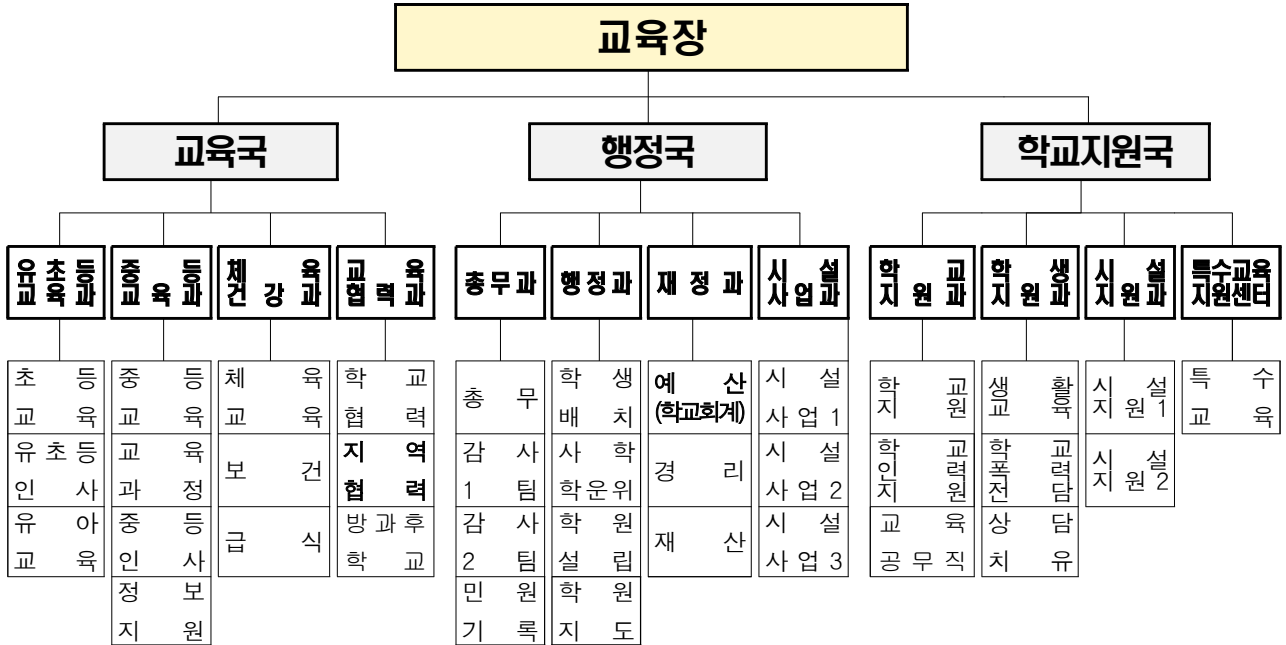 교육장
교육국
행정국
학교지원국
유초등
교육과
중등
교육과
체육
건강과
교육
협력과
총무과
행정과
재정과
시설
사업과
학교
지원과
학생
지원과
시설
지원과
특수교육
지원센터
초등
교육
유초등
인사
유아
교육
중등
교육
교육
과정
중등
인사
정보
지원
체육
교육
보건
급식
학교
협력
지역
협력
방과후
학교
총무
감사
1팀
감사
2팀
민원
기록
학생
배치
사학
학운위
학원
설립
학원
지도
예산
(학교회계)
경리
재산
시설
사업1
시설
사업2
시설
사업3
학교
지원
학교
인력
지원
교육
공무직
생활
교육
학교
폭력
전담
상담
치유
시설
지원1
시설
지원2
특수
교육